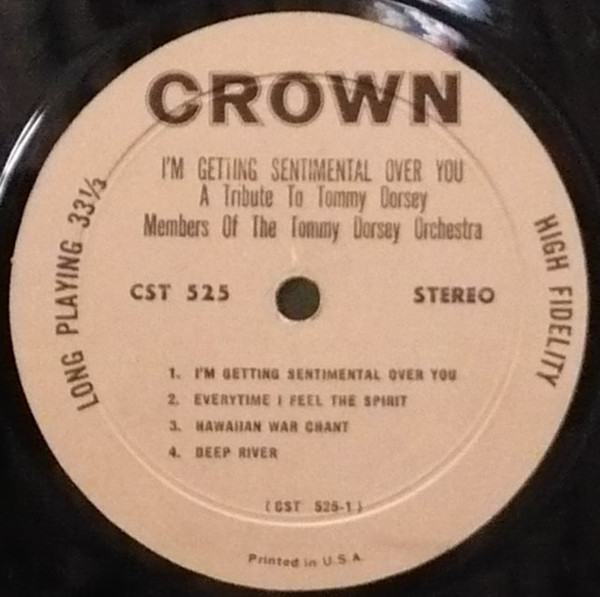 CROWN
I'M GETTING SENTIMENTAL OVER YOU
A Tribute To Tommy Dorsey
Members Of The Tommy Dorsey Orchestra
LONG PLAYING 33⅓
HIGH FIDELITY
CST 525
STEREO
1. I'M GETTING SENTIMENTAL OVER YOU
2. EVERYTIME I FEEL THE SPIRIT
3. HAWAIIAN WAR CHANT
4. DEEP RIVER
(CST 525-1)
Printed in U.S.A.